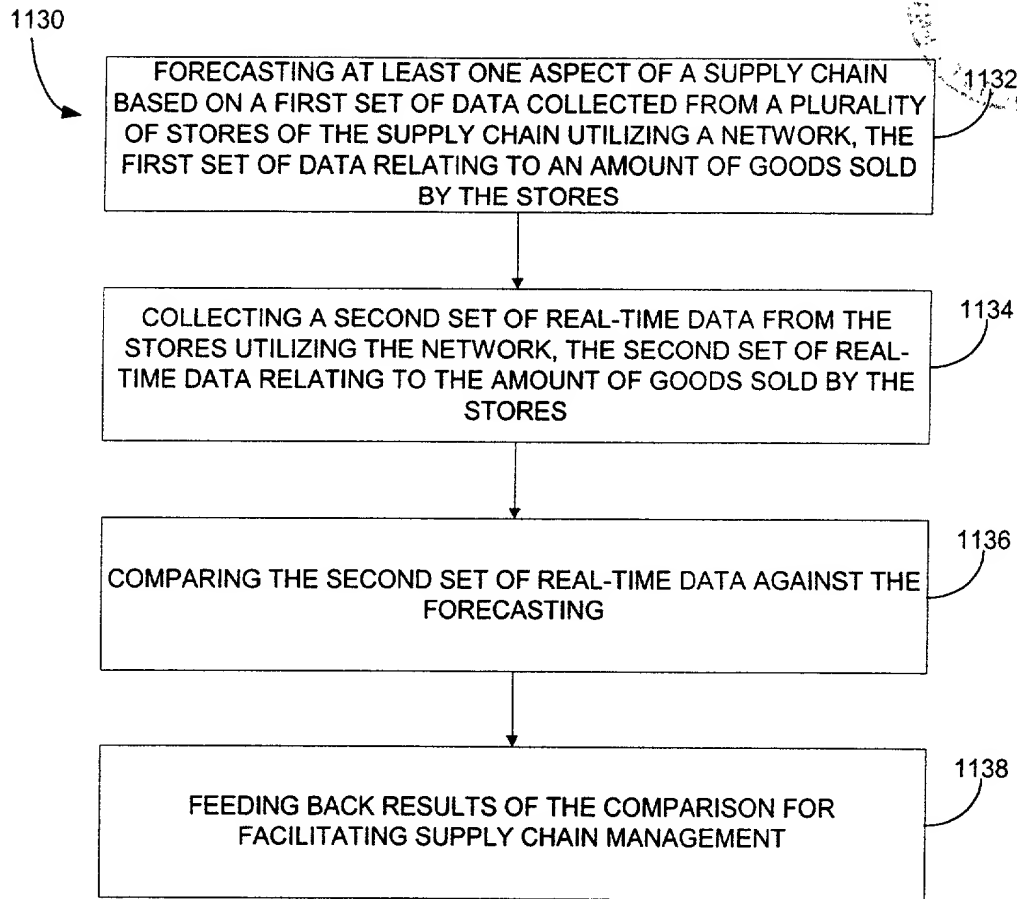 1130
FORECASTING AT LEAST ONE ASPECT OF A SUPPLY CHAIN
BASED ON A FIRST SET OF DATA COLLECTED FROM A PLURALITY
OF STORES OF THE SUPPLY CHAIN UTILIZING A NETWORK, THE
FIRST SET OF DATA RELATING TO AN AMOUNT OF GOODS SOLD
BY THE STORES
1132
COLLECTING A SECOND SET OF REAL-TIME DATA FROM THE
STORES UTILIZING THE NETWORK, THE SECOND SET OF REAL-
TIME DATA RELATING TO THE AMOUNT OF GOODS SOLD BY THE
STORES
1134
COMPARING THE SECOND SET OF REAL-TIME DATA AGAINST THE
FORECASTING
1136
FEEDING BACK RESULTS OF THE COMPARISON FOR
FACILITATING SUPPLY CHAIN MANAGEMENT
1138